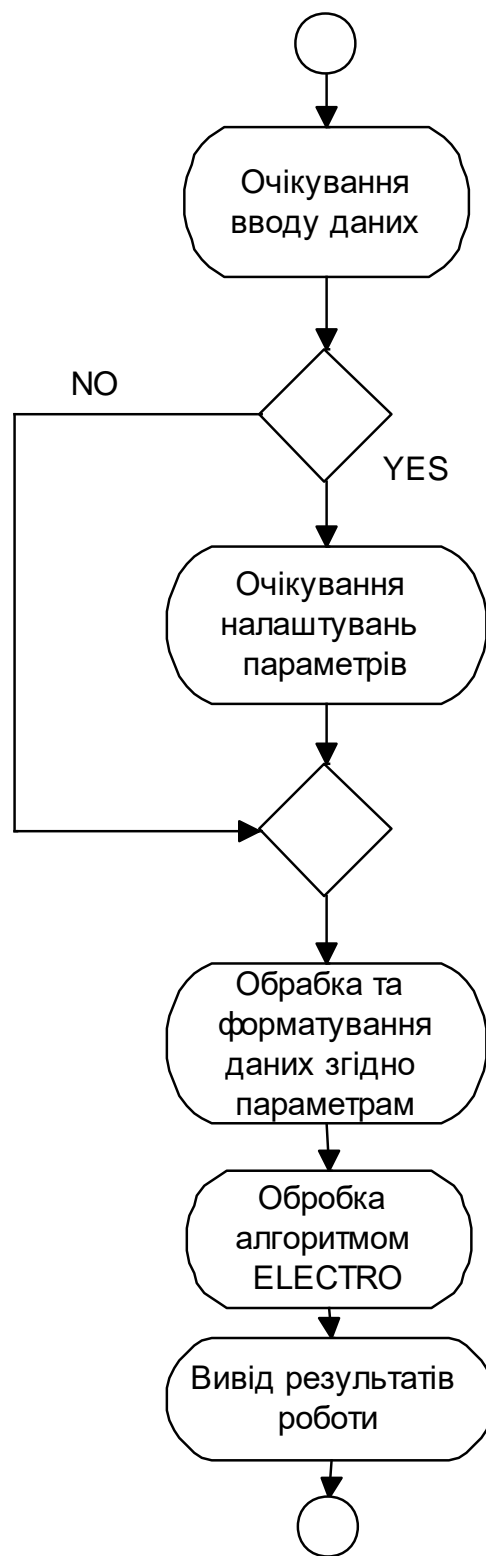 Очікування
вводу даних
NO
YES
Очікування
налаштувань
параметрів
Обрабка та
форматування
даних згідно
параметрам
Обробка
алгоритмом
ELECTRO
Вивід результатів
роботи